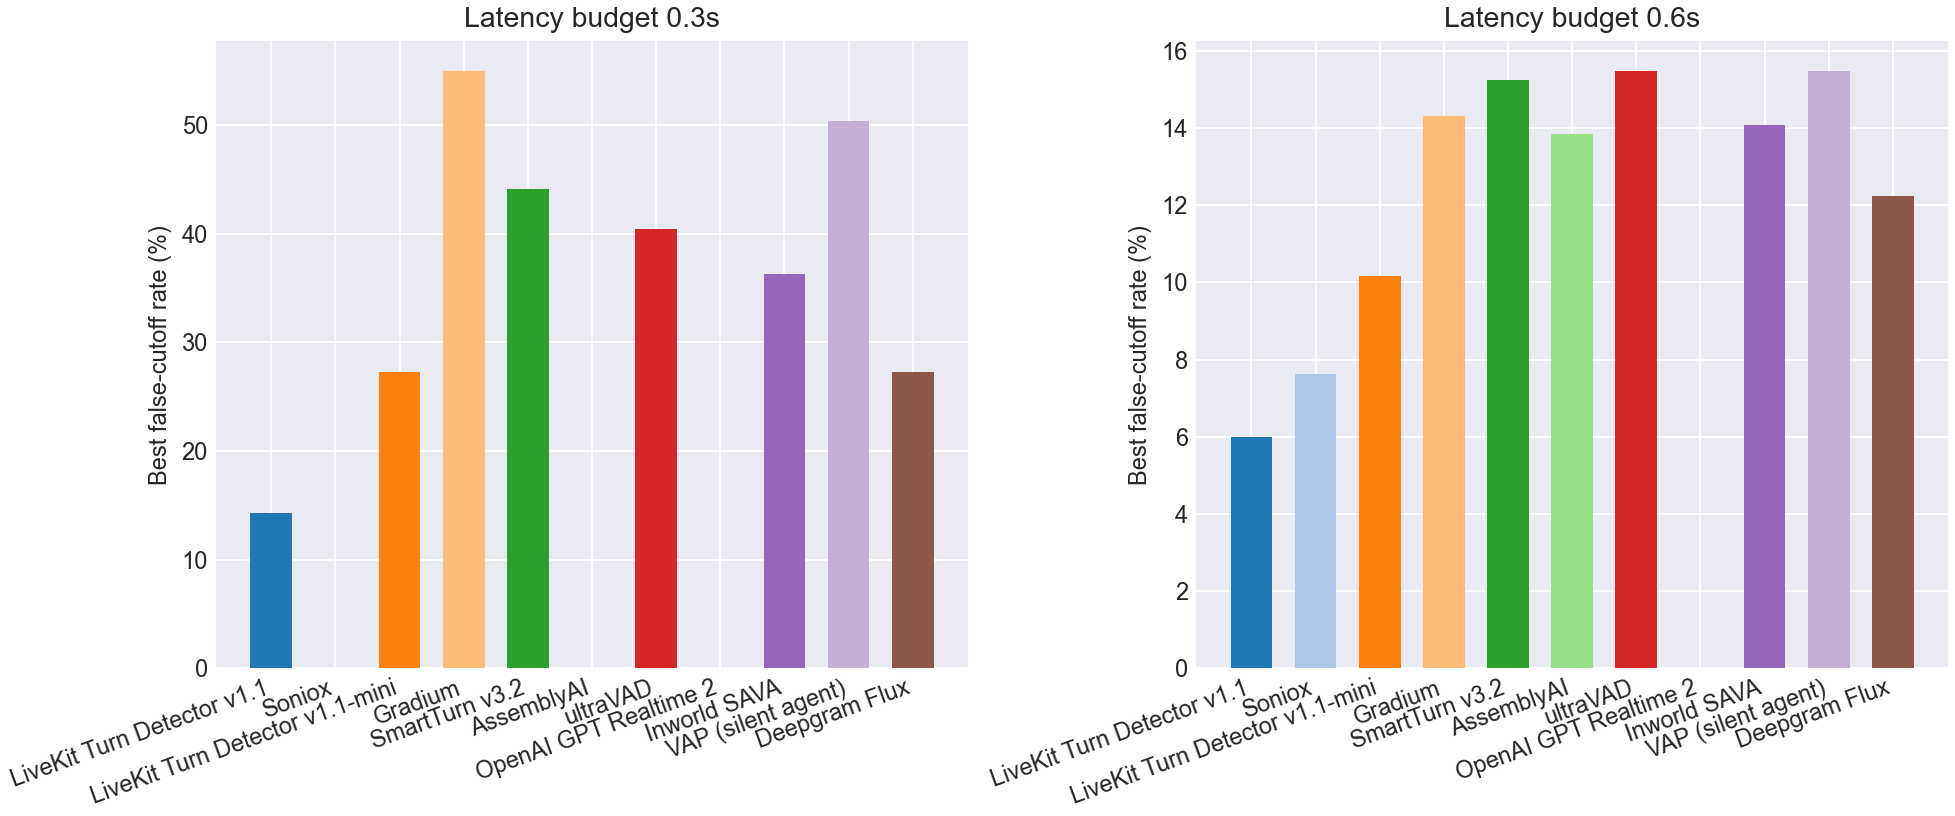 Latency budget 0.3s
Best false-cutoff rate (%)
50
40
30
20
10
0
LiveKit Turn Detector v1.1
Soniox
LiveKit Turn Detector v1.1-mini
Gradium
SmartTurn v3.2
AssemblyAI
ultraVAD
OpenAI GPT Realtime 2
Inworld SAVA
VAP (silent agent)
Deepgram Flux
Latency budget 0.6s
Best false-cutoff rate (%)
16
14
12
10
8
6
4
2
0
LiveKit Turn Detector v1.1
Soniox
LiveKit Turn Detector v1.1-mini
Gradium
SmartTurn v3.2
AssemblyAI
ultraVAD
OpenAI GPT Realtime 2
Inworld SAVA
VAP (silent agent)
Deepgram Flux